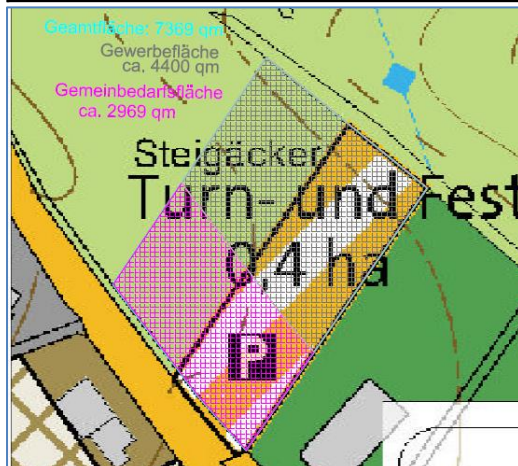 Geamtfläche: 7369 qm
Gewerbefläche
ca. 4400 qm
Gemeinbedarfsfläche
ca. 2969 qm
Steigäcker
Turn- und Fest
0,4 ha
P